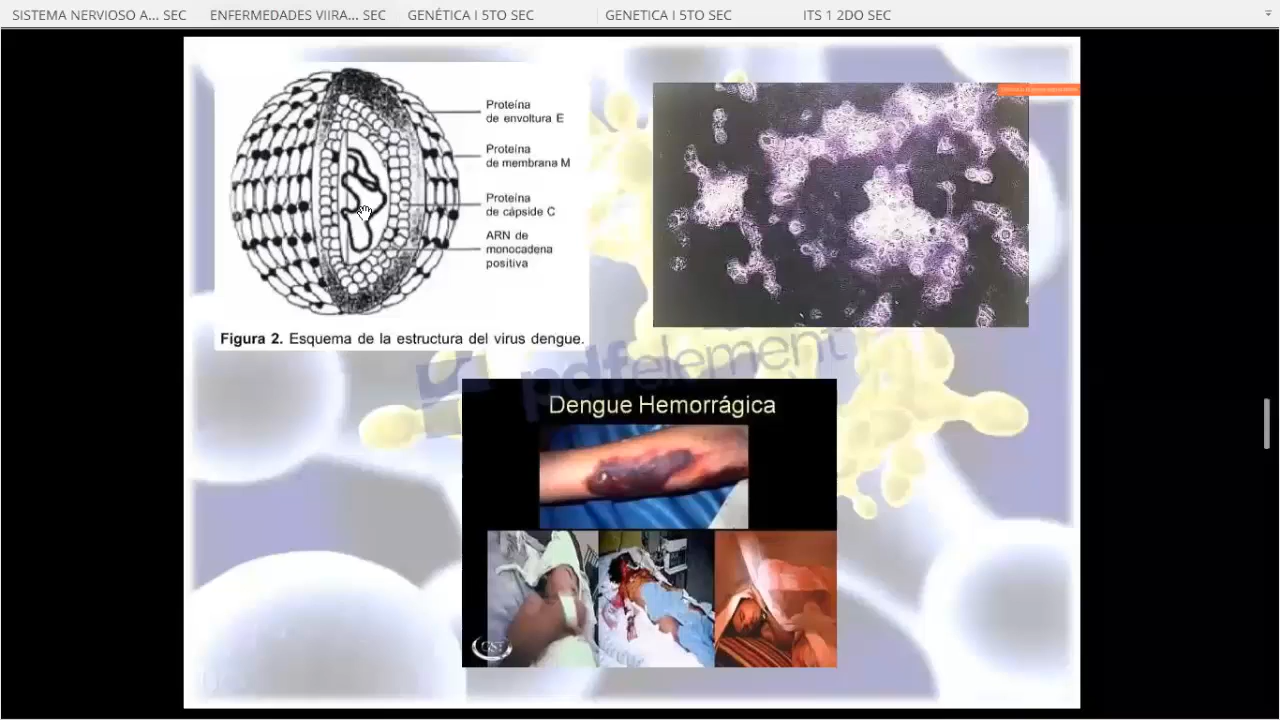 SISTEMA NERVIOSO A... SEC
ENFERMEDADES VIIRA... SEC
GENÉTICA I 5TO SEC
GENETICA I 5TO SEC
ITS 1 2DO SEC
Proteína
de envoltura E
Proteína
de membrana M
Proteína
de cápside C
ARN de
monocadena
positiva
Figura 2. Esquema de la estructura del virus dengue.
pdfelement
Dengue Hemorrágica